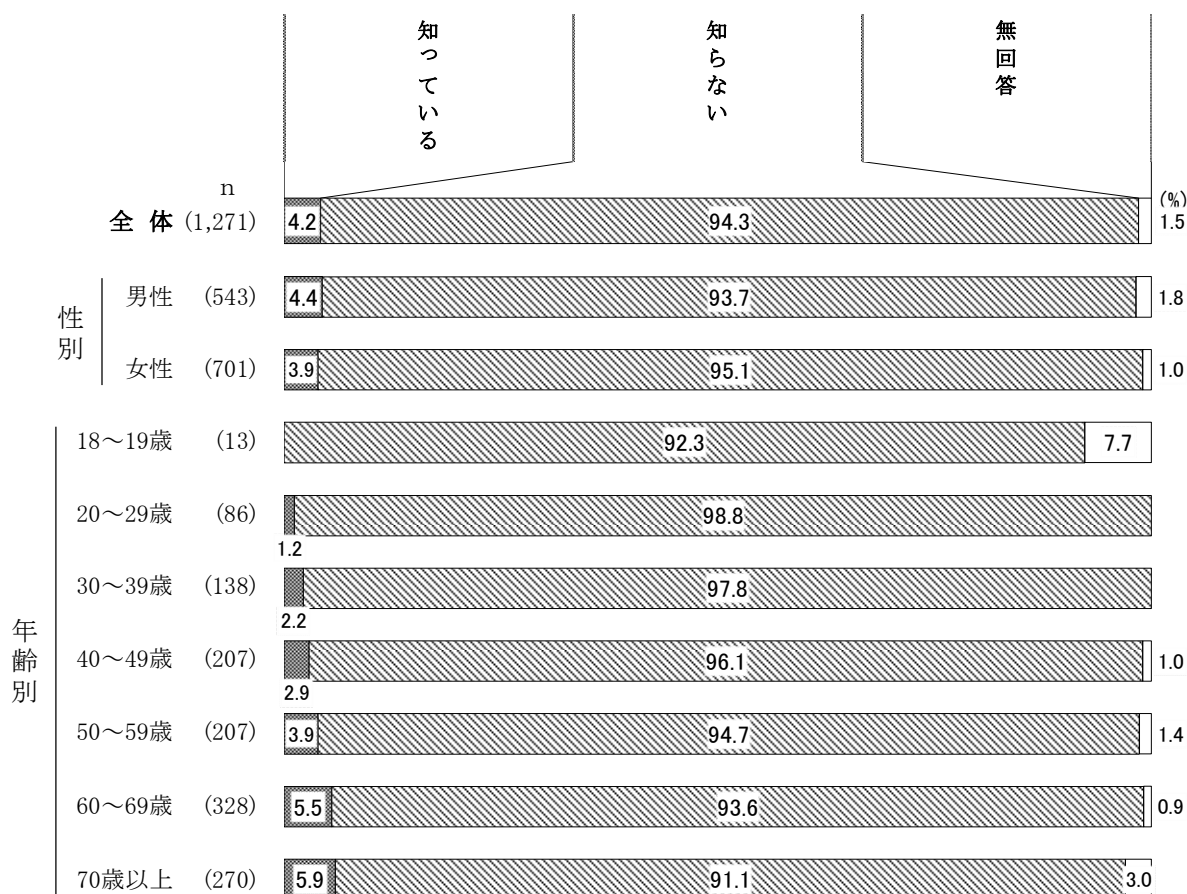 知っている
知らない
無回答
n
(%)
全体 (1,271) 4.2 94.3 1.5
性別
男性 (543) 4.4 93.7 1.8
女性 (701) 3.9 95.1 1.0
年齢別
18～19歳 (13) 92.3 7.7
20～29歳 (86) 1.2 98.8
30～39歳 (138) 2.2 97.8
40～49歳 (207) 2.9 96.1 1.0
50～59歳 (207) 3.9 94.7 1.4
60～69歳 (328) 5.5 93.6 0.9
70歳以上 (270) 5.9 91.1 3.0